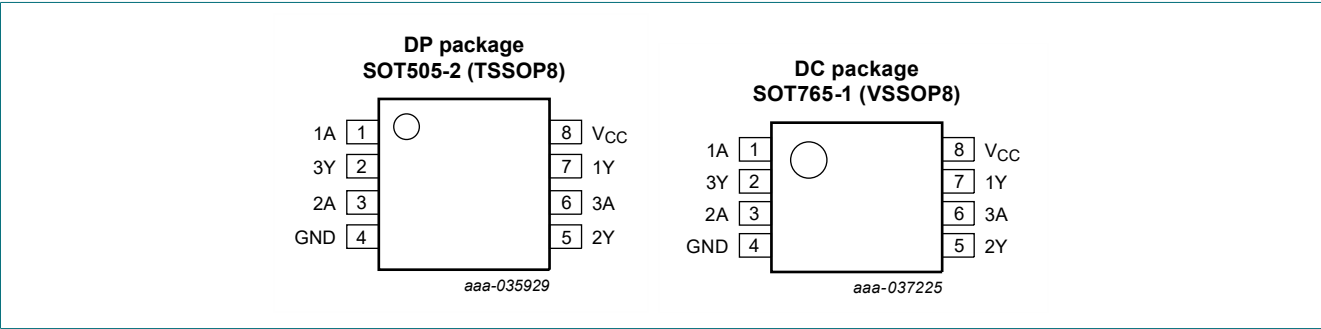 DP package
SOT505-2 (TSSOP8)
1A 1 8 VCC
3Y 2 7 1Y
2A 3 6 3A
GND 4 5 2Y
aaa-035929
DC package
SOT765-1 (VSSOP8)
1A 1 8 VCC
3Y 2 7 1Y
2A 3 6 3A
GND 4 5 2Y
aaa-037225